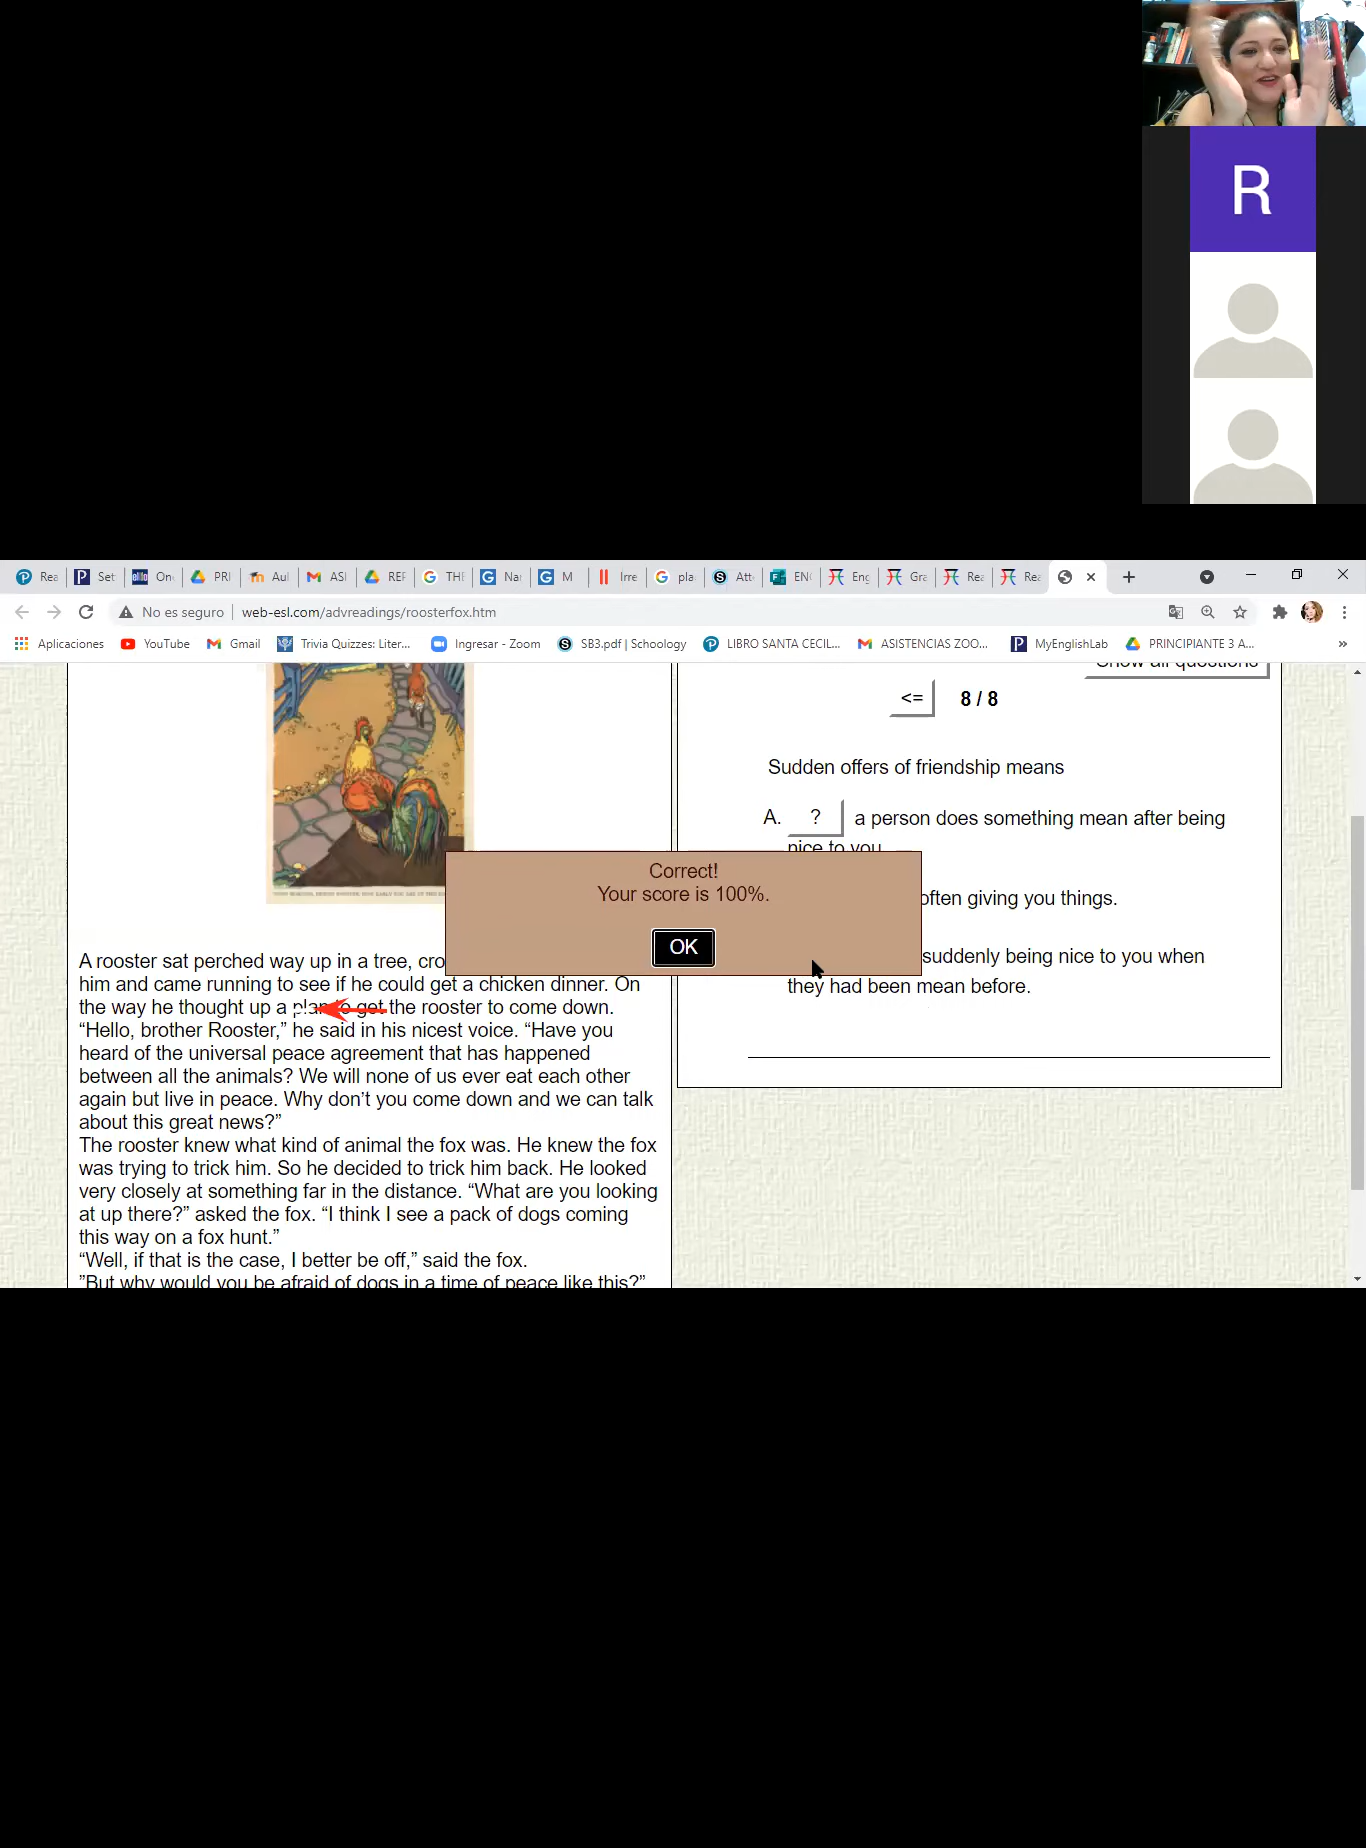 R
Rea
Set
On
PRI
Aul
ASI
REF
THE
Nar
M
Irre
pla
Att
ENG
Eng
Gra
Rea
Rea
No es seguro
web-esl.com/advreadings/roosterfox.htm
Aplicaciones
YouTube
Gmail
Trivia Quizzes: Liter...
Ingresar - Zoom
SB3.pdf | Schoology
LIBRO SANTA CECIL...
ASISTENCIAS ZOO...
MyEnglishLab
PRINCIPIANTE 3 A...
»
Show all questions
<=
8 / 8
Sudden offers of friendship means
A. ? a person does something mean after being
nice to you
often giving you things.
suddenly being nice to you when
they had been mean before.
Correct!
Your score is 100%.
OK
A rooster sat perched way up in a tree, cro
him and came running to see if he could get a chicken dinner. On
the way he thought up a plan to get the rooster to come down.
“Hello, brother Rooster,” he said in his nicest voice. “Have you
heard of the universal peace agreement that has happened
between all the animals? We will none of us ever eat each other
again but live in peace. Why don’t you come down and we can talk
about this great news?”
The rooster knew what kind of animal the fox was. He knew the fox
was trying to trick him. So he decided to trick him back. He looked
very closely at something far in the distance. “What are you looking
at up there?” asked the fox. “I think I see a pack of dogs coming
this way on a fox hunt.”
“Well, if that is the case, I better be off,” said the fox.
”But why would you be afraid of dogs in a time of peace like this?”